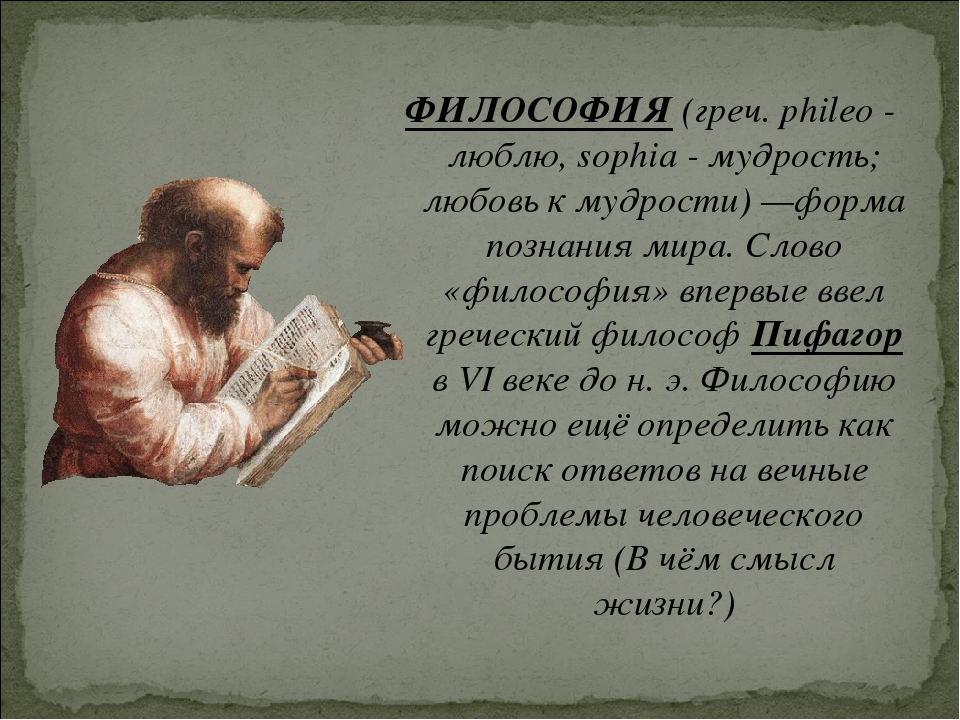 ФИЛОСОФИЯ (греч. phileo -
люблю, sophia - мудрость;
любовь к мудрости) —форма
познания мира. Слово
«философия» впервые ввел
греческий философ Пифагор
в VI веке до н. э. Философию
можно ещё определить как
поиск ответов на вечные
проблемы человеческого
бытия (В чём смысл
жизни?)